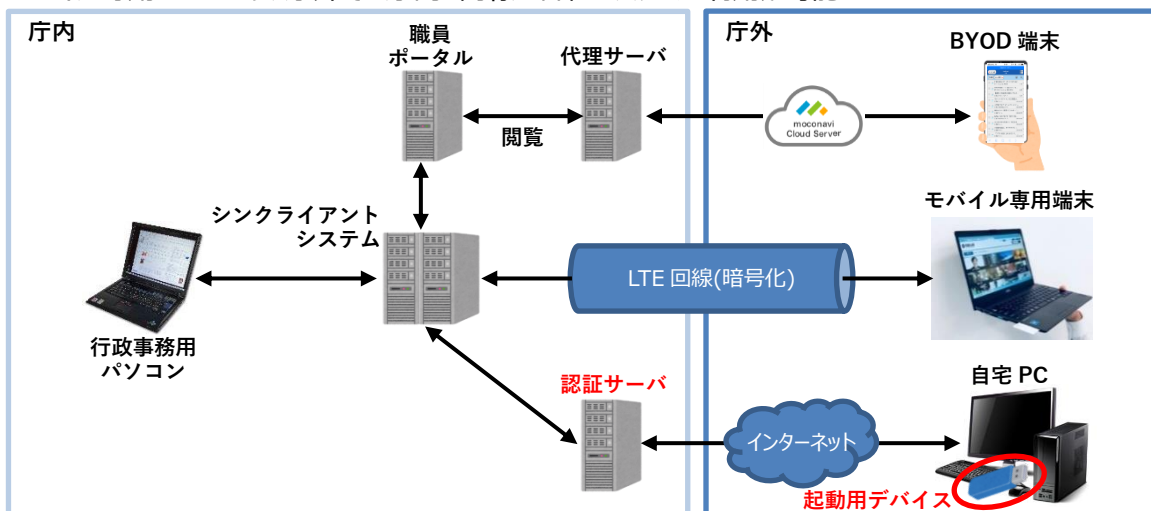 庁内
職員
ポータル
代理サーバ
閲覧
シンクライアント
システム
行政事務用
パソコン
認証サーバ
庁外
BYOD 端末
moconavi
Cloud Server
モバイル専用端末
LTE 回線(暗号化)
自宅 PC
インターネット
起動用デバイス